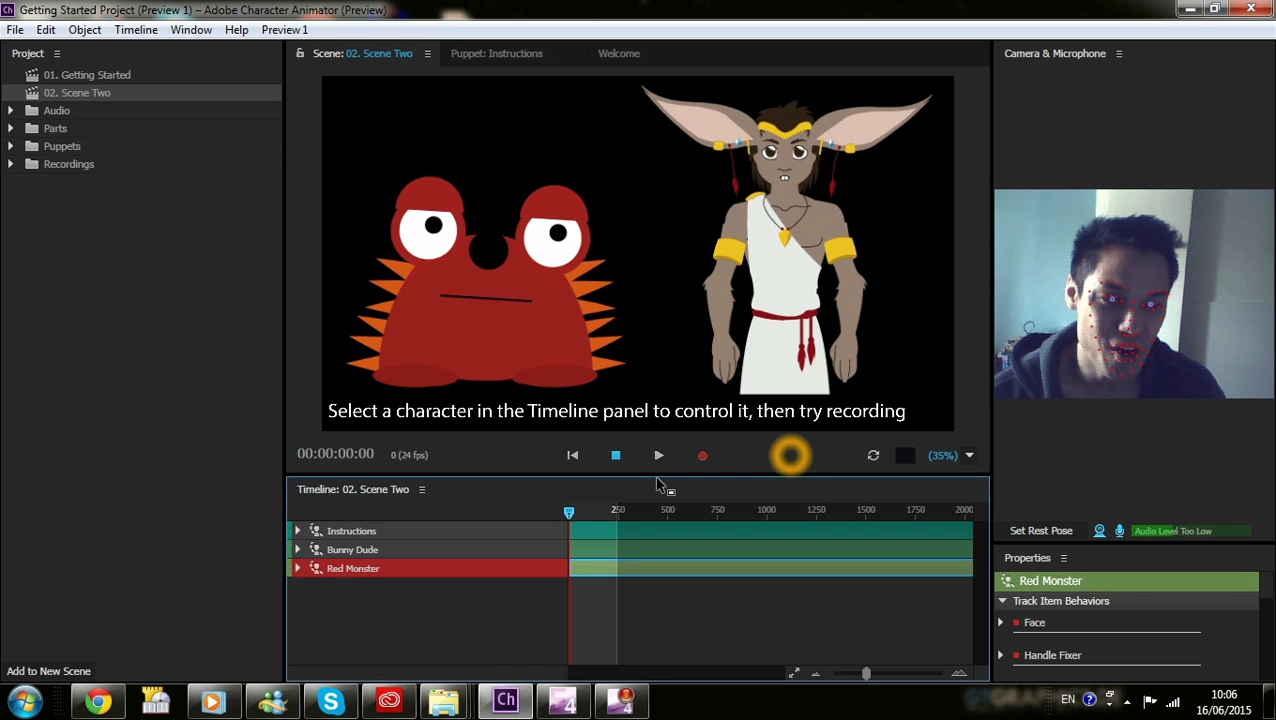 Getting Started Project (Preview 1) – Adobe Character Animator (Preview)
File Edit Object Timeline Window Help Preview 1
Project
01. Getting Started
02. Scene Two
Audio
Parts
Puppets
Recordings
Add to New Scene
Scene: 02. Scene Two
Puppet: Instructions
Welcome
Select a character in the Timeline panel to control it, then try recording
00:00:00:00
0 (24 fps)
(35%)
Timeline: 02. Scene Two
250 500 750 1000 1250 1500 1750 2000
Instructions
Bunny Dude
Red Monster
Camera & Microphone
Set Rest Pose
Audio Level Too Low
Properties
Red Monster
Track Item Behaviors
Face
Handle Fixer
Ch
EN
10:06
16/06/2015